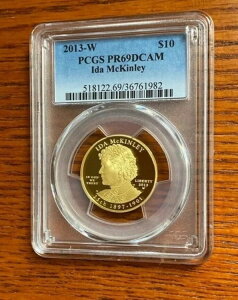 2013-W $10
PCGS PR69DCAM
Ida McKinley
518122.69/36761982
IDA MCKINLEY
IN GOD
WE
TRUST
LIBERTY
2013
W
25th 1897-1901